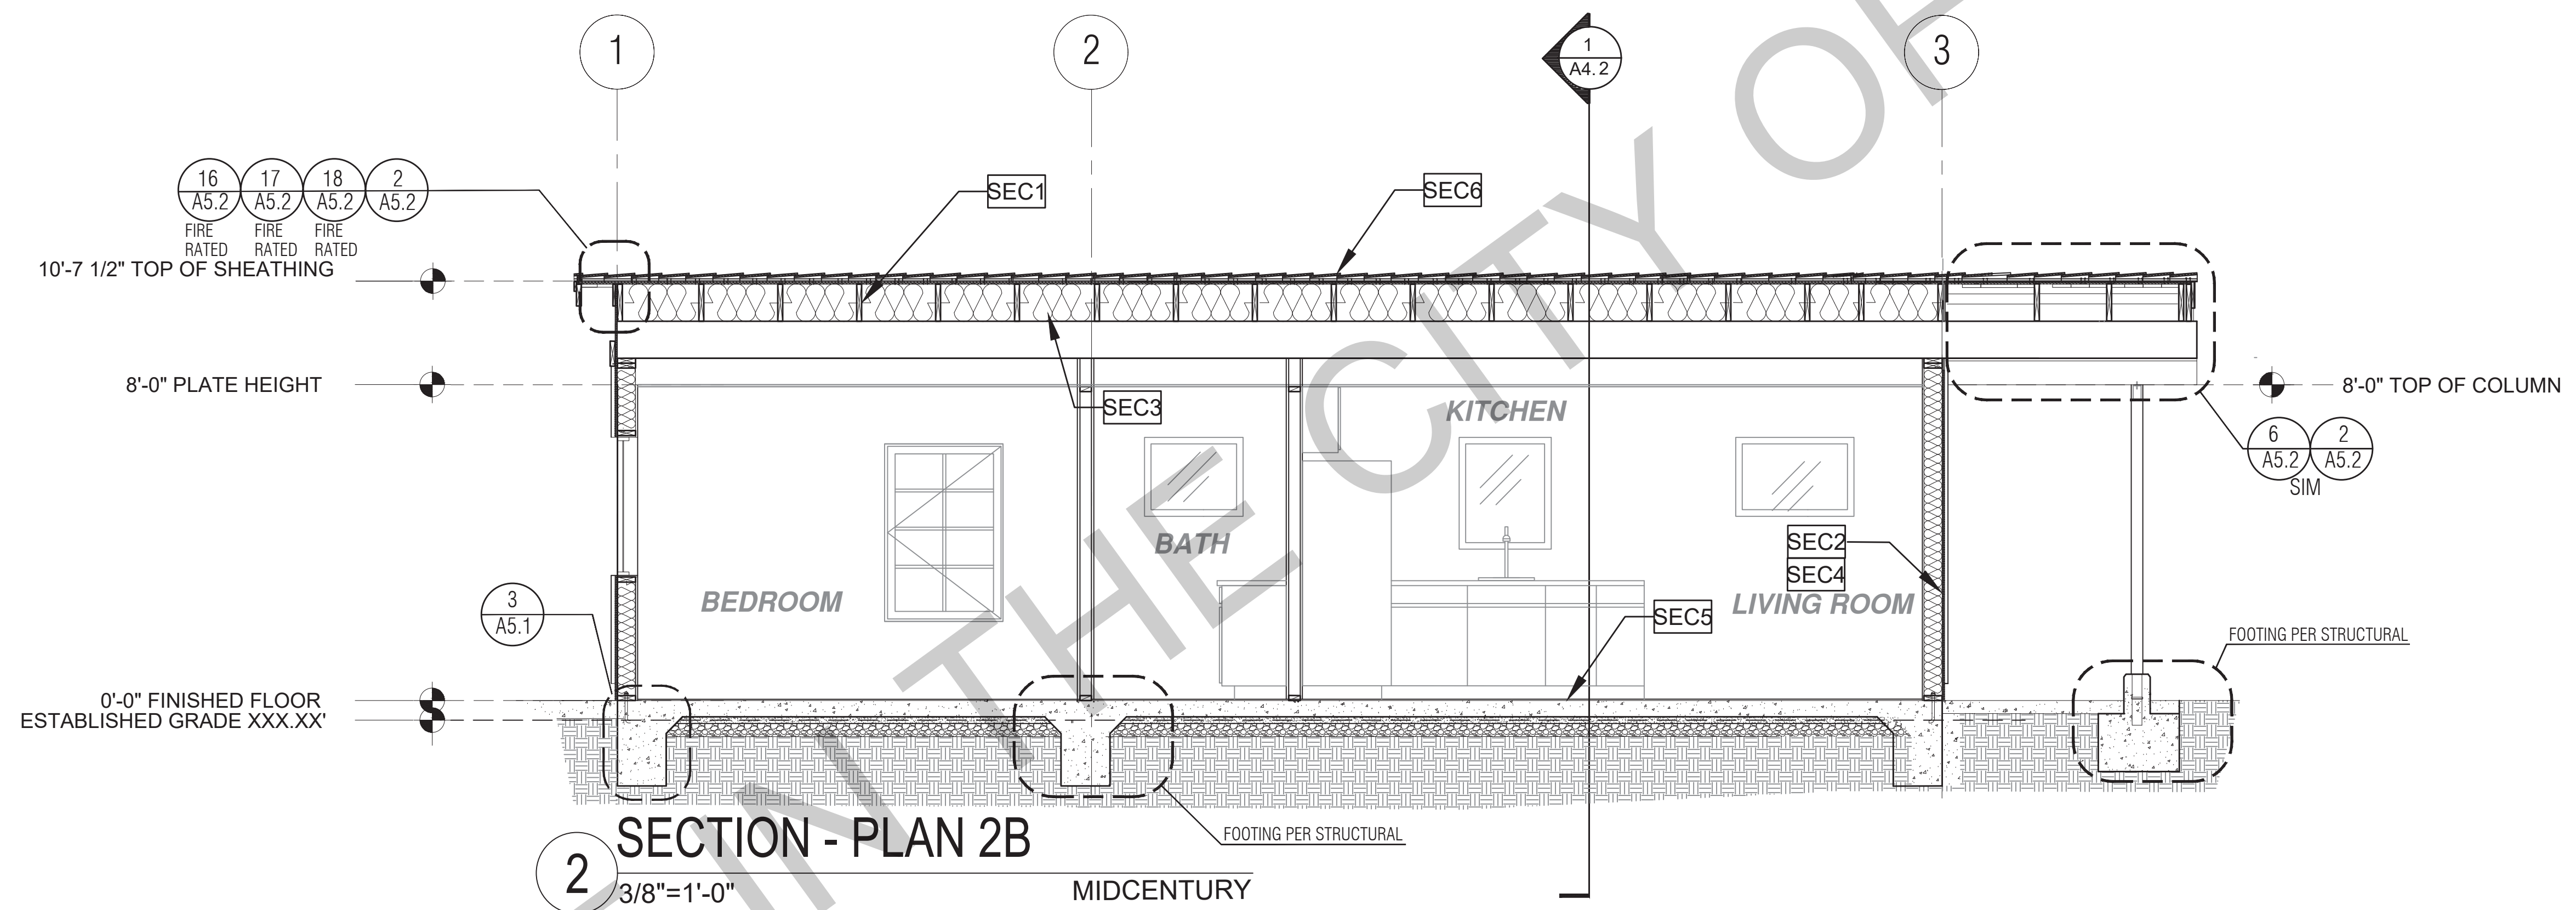 1
2
1
A4.2
3
16
A5.2
17
A5.2
18
A5.2
2
A5.2
FIRE
RATED
FIRE
RATED
FIRE
RATED
SEC1
SEC6
10'-7 1/2" TOP OF SHEATHING
8'-0" PLATE HEIGHT
8'-0" TOP OF COLUMN
SEC3
KITCHEN
6
A5.2
2
A5.2
SIM
BATH
SEC2
SEC4
BEDROOM
LIVING ROOM
3
A5.1
SEC5
FOOTING PER STRUCTURAL
0'-0" FINISHED FLOOR
ESTABLISHED GRADE XXX.XX'
FOOTING PER STRUCTURAL
2
SECTION - PLAN 2B
3/8"=1'-0"
MIDCENTURY
IN THE CITY OF